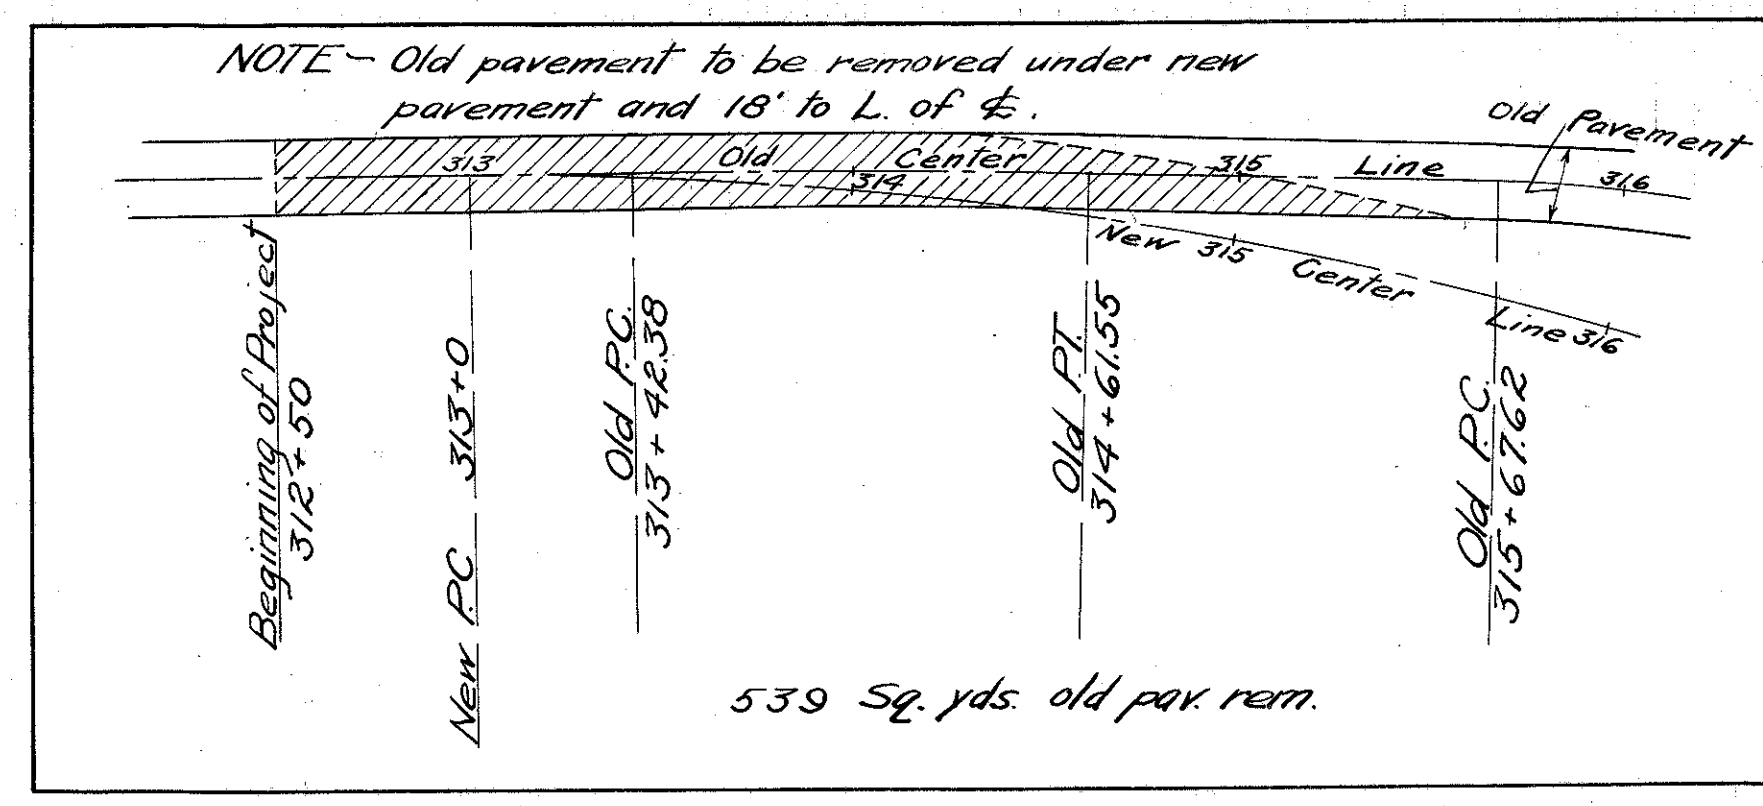 NOTE - Old pavement to be removed under new
pavement and 18' to L. of ℄.
Old Pavement
313 Old Center 315 Line 316
314
New 315 Center Line 316
Beginning of Project
312+50
New P.C 313+0
Old P.C.
313+42.38
Old P.T.
314+61.55
Old P.C.
315+67.62
539 Sq. yds. old pav. rem.